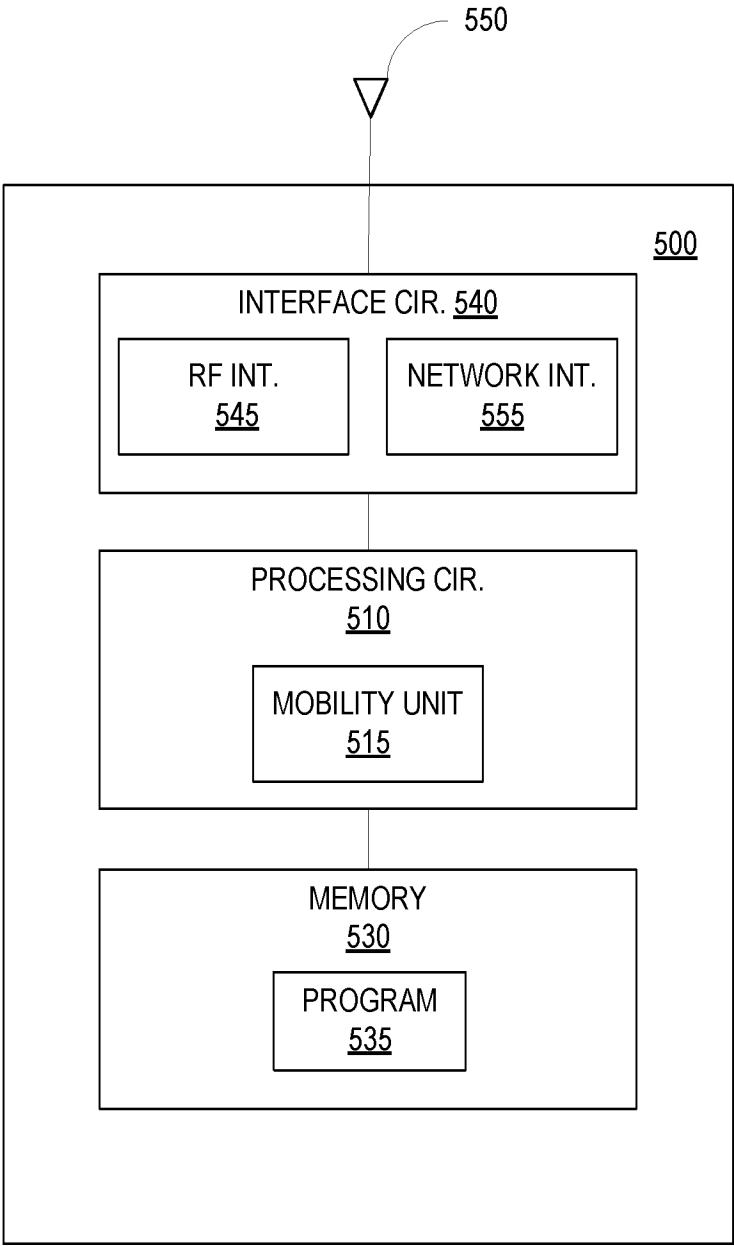 550
500
INTERFACE CIR. 540
RF INT.
545
NETWORK INT.
555
PROCESSING CIR.
510
MOBILITY UNIT
515
MEMORY
530
PROGRAM
535